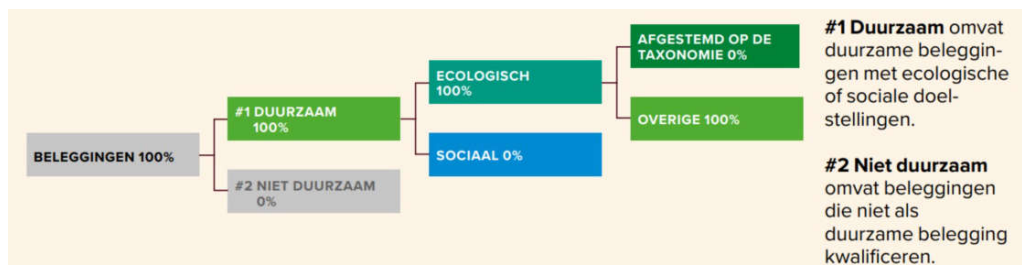 BELEGGINGEN 100%
#1 DUURZAAM
100%
#2 NIET DUURZAAM
0%
ECOLOGISCH
100%
SOCIAAL 0%
AFGESTEMD OP DE
TAXONOMIE 0%
OVERIGE 100%
#1 Duurzaam omvat
duurzame beleggin-
gen met ecologische
of sociale doel-
stellingen.
#2 Niet duurzaam
omvat beleggingen
die niet als
duurzame belegging
kwalificeren.